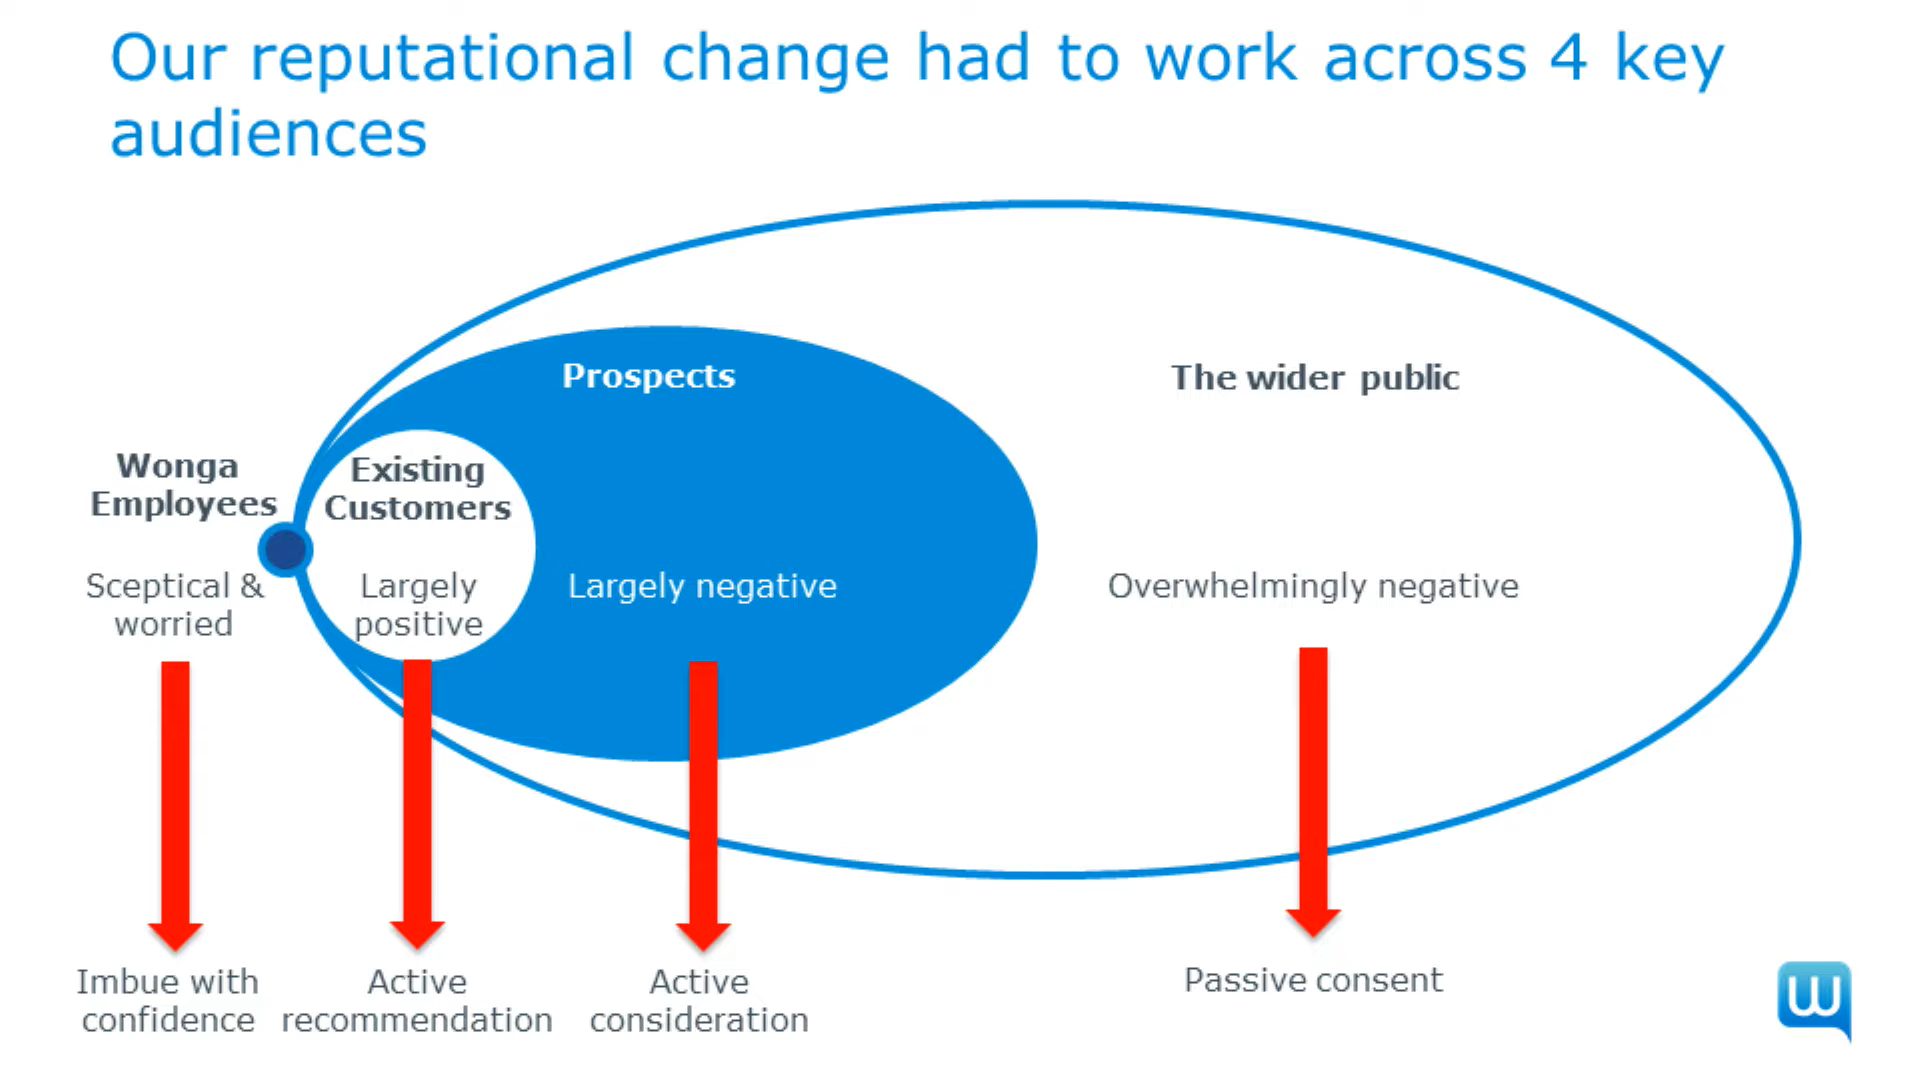 Our reputational change had to work across 4 key
audiences
Prospects
The wider public
Wonga
Employees
Existing
Customers
Sceptical &
worried
Largely
positive
Largely negative
Overwhelmingly negative
Imbue with
confidence
Active
recommendation
Active
consideration
Passive consent
w